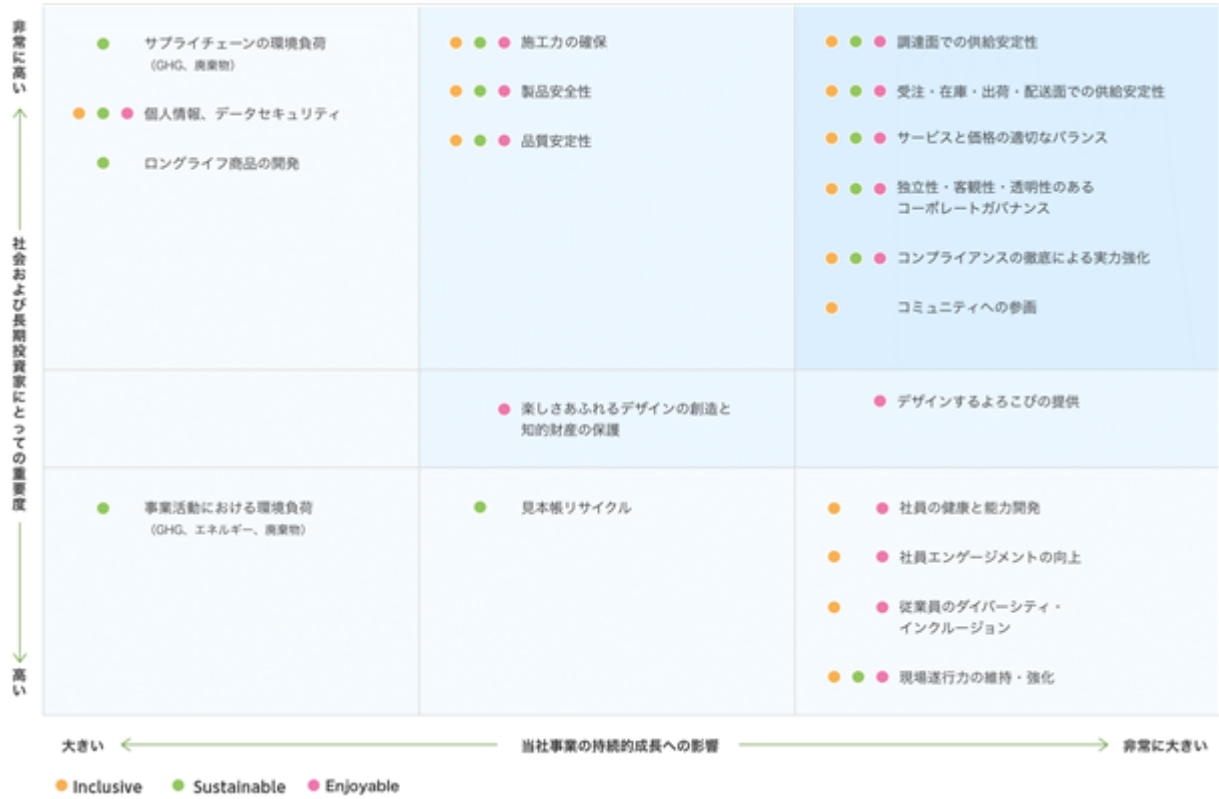 非常に高い
社会および長期投資家にとっての重要度
高い
サプライチェーンの環境負荷
（GHG、廃棄物）
個人情報、データセキュリティ
ロングライフ商品の開発
施工力の確保
製品安全性
品質安定性
調達面での供給安定性
受注・在庫・出荷・配送面での供給安定性
サービスと価格の適切なバランス
独立性・客観性・透明性のある
コーポレートガバナンス
コンプライアンスの徹底による実力強化
コミュニティへの参画
楽しさあふれるデザインの創造と
知的財産の保護
デザインするよろこびの提供
事業活動における環境負荷
（GHG、エネルギー、廃棄物）
見本帳リサイクル
社員の健康と能力開発
社員エンゲージメントの向上
従業員のダイバーシティ・
インクルージョン
現場遂行力の維持・強化
大きい 当社事業の持続的成長への影響 非常に大きい
Inclusive Sustainable Enjoyable